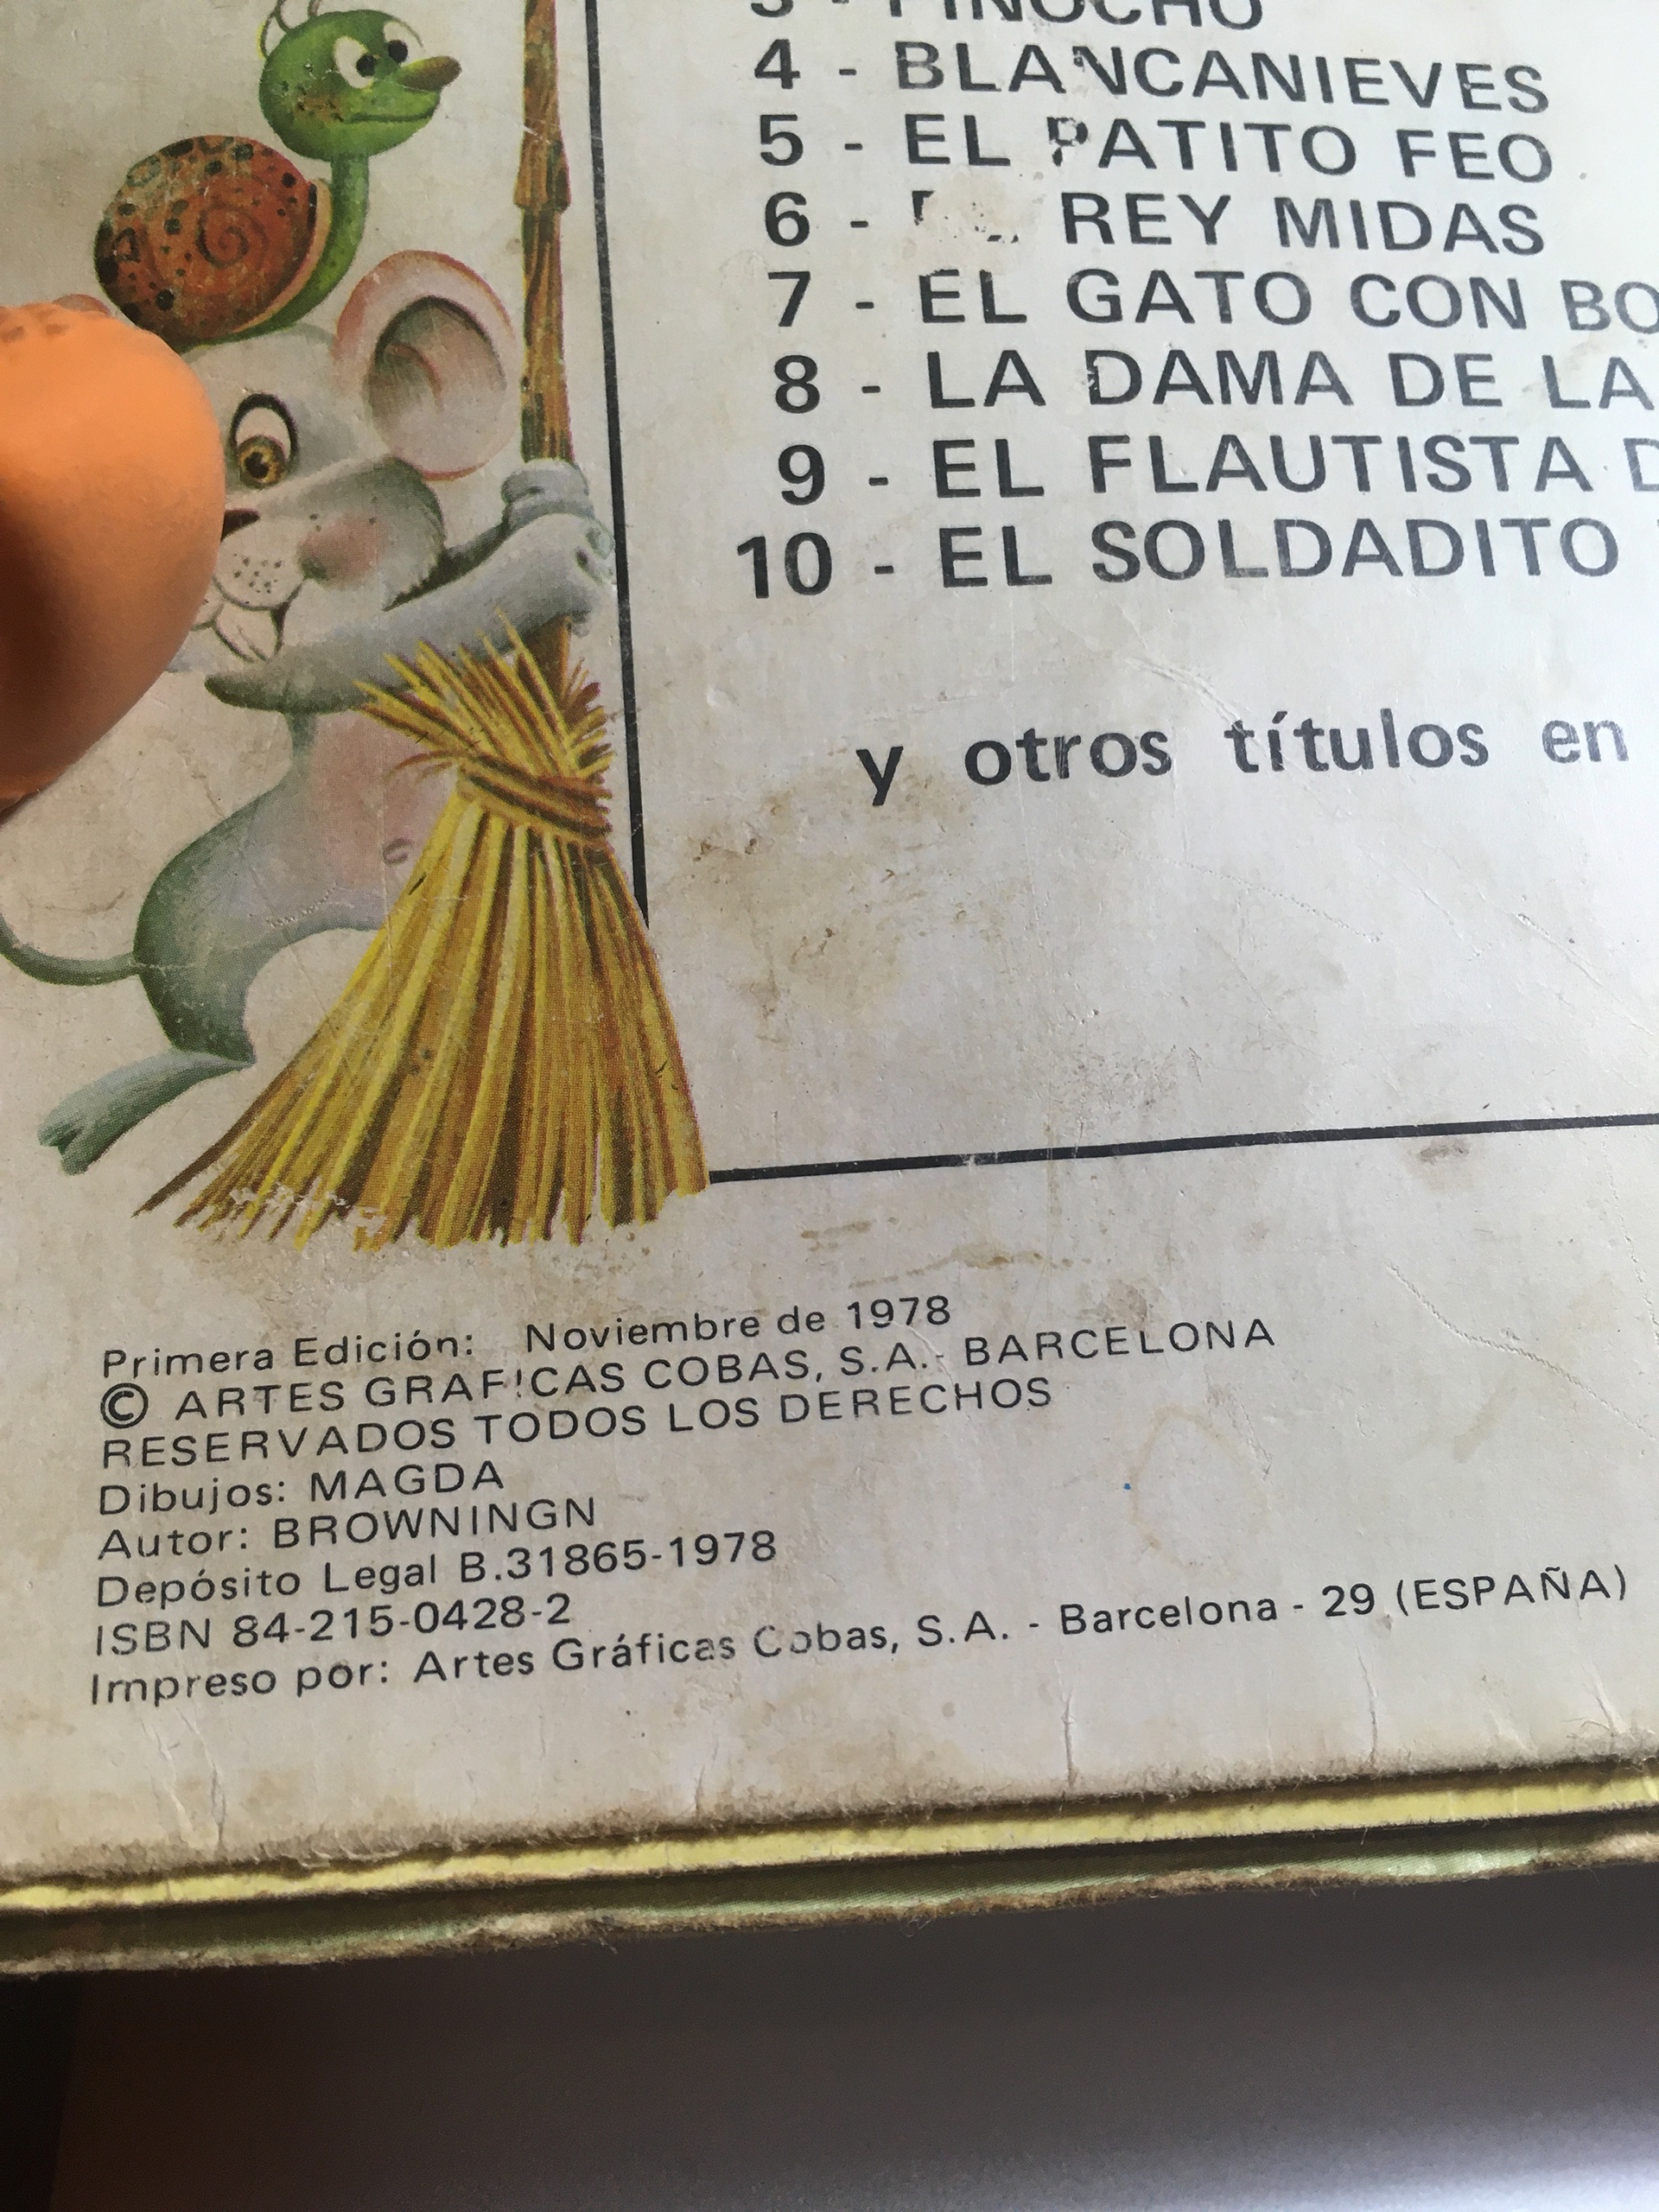 3 - PINOCHO
4 - BLANCANIEVES
5 - EL PATITO FEO
6 - REY MIDAS
7 - EL GATO CON
8 - LA DAMA DE LA
9 - EL FLAUTISTA
10 - EL SOLDADITO
y otros títulos en
Primera Edición: Noviembre de 1978
© ARTES GRAFICAS COBAS, S.A.- BARCELONA
RESERVADOS TODOS LOS DERECHOS
Dibujos: MAGDA
Autor: BROWNINGN
Depósito Legal B.31865-1978
ISBN 84-215-0428-2
Impreso por: Artes Gráficas Cobas, S.A. - Barcelona - 29 (ESPAÑA)